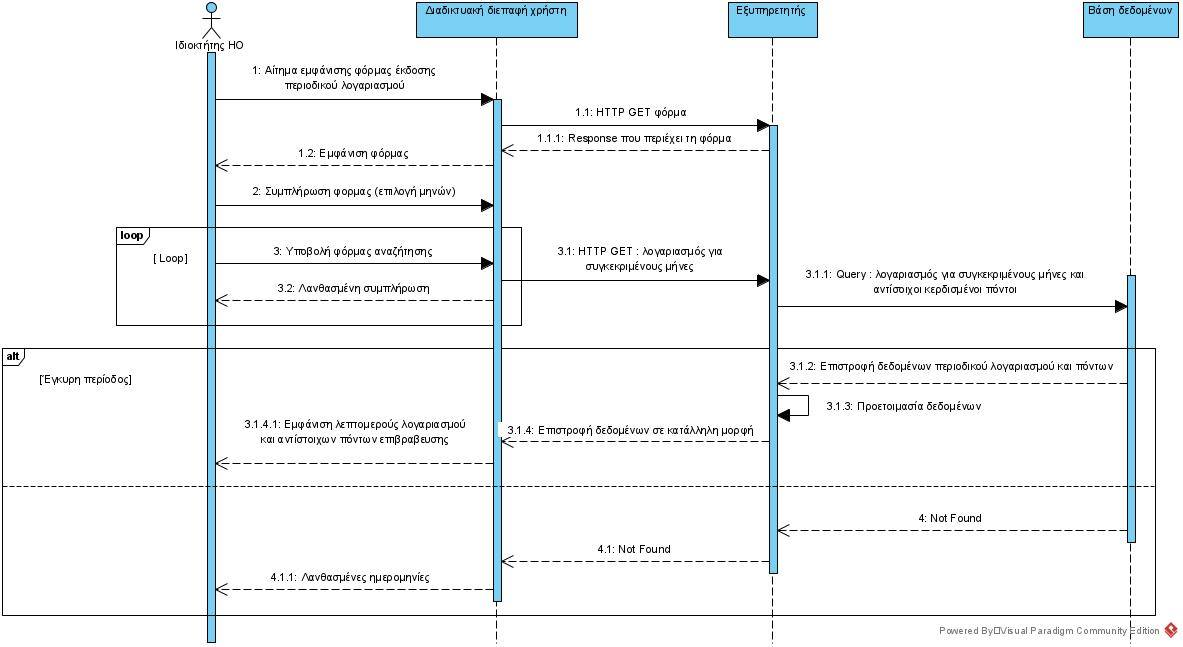 Ιδιοκτήτης ΗΟ
Διαδικτυακή διεπαφή χρήστη
Εξυπηρετητής
Βάση δεδομένων
1: Αίτημα εμφάνισης φόρμας έκδοσης
περιοδικού λογαριασμού
1.1: HTTP GET φόρμα
1.1.1: Response που περιέχει τη φόρμα
1.2: Εμφάνιση φόρμας
2: Συμπλήρωση φορμας (επιλογή μηνών)
loop
[ Loop]
3: Υποβολή φόρμας αναζήτησης
3.1: HTTP GET : λογαριασμός για
συγκεκριμένους μήνες
3.1.1: Query : λογαριασμός για συγκεκριμένους μήνες και
αντίστοιχοι κερδισμένοι πόντοι
3.2: Λανθασμένη συμπλήρωση
alt
[Έγκυρη περίοδος]
3.1.2: Επιστροφή δεδομένων περιοδικού λογαριασμού και πόντων
3.1.3: Προετοιμασία δεδομένων
3.1.4: Επιστροφή δεδομένων σε κατάλληλη μορφή
3.1.4.1: Εμφάνιση λεπτομερούς λογαριασμού
και αντίστοιχων πόντων επιβραβευσης
4: Not Found
4.1: Not Found
4.1.1: Λανθασμένες ημερομηνίες
Powered By Visual Paradigm Community Edition